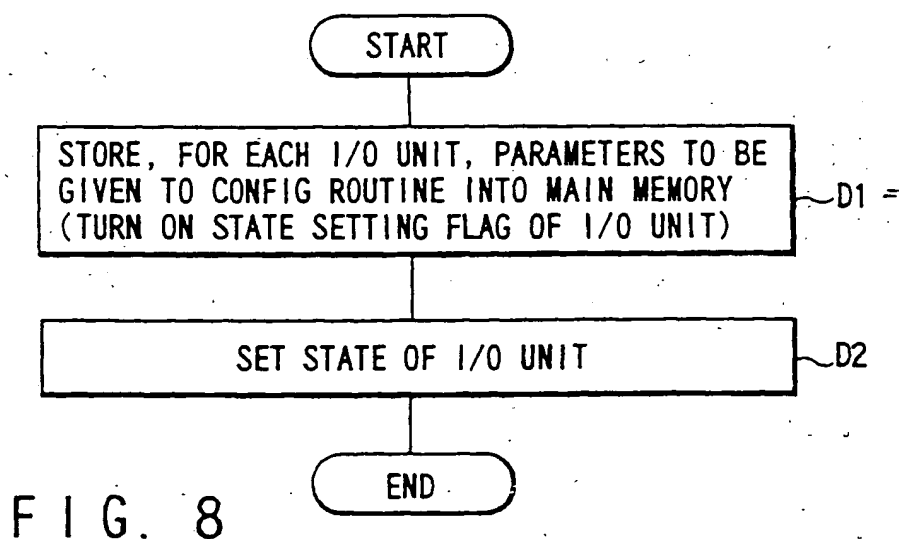 START
STORE, FOR EACH I/O UNIT, PARAMETERS TO BE
GIVEN TO CONFIG ROUTINE INTO MAIN MEMORY
(TURN ON STATE SETTING FLAG OF I/O UNIT)
D1
SET STATE OF I/O UNIT
D2
END
FIG. 8